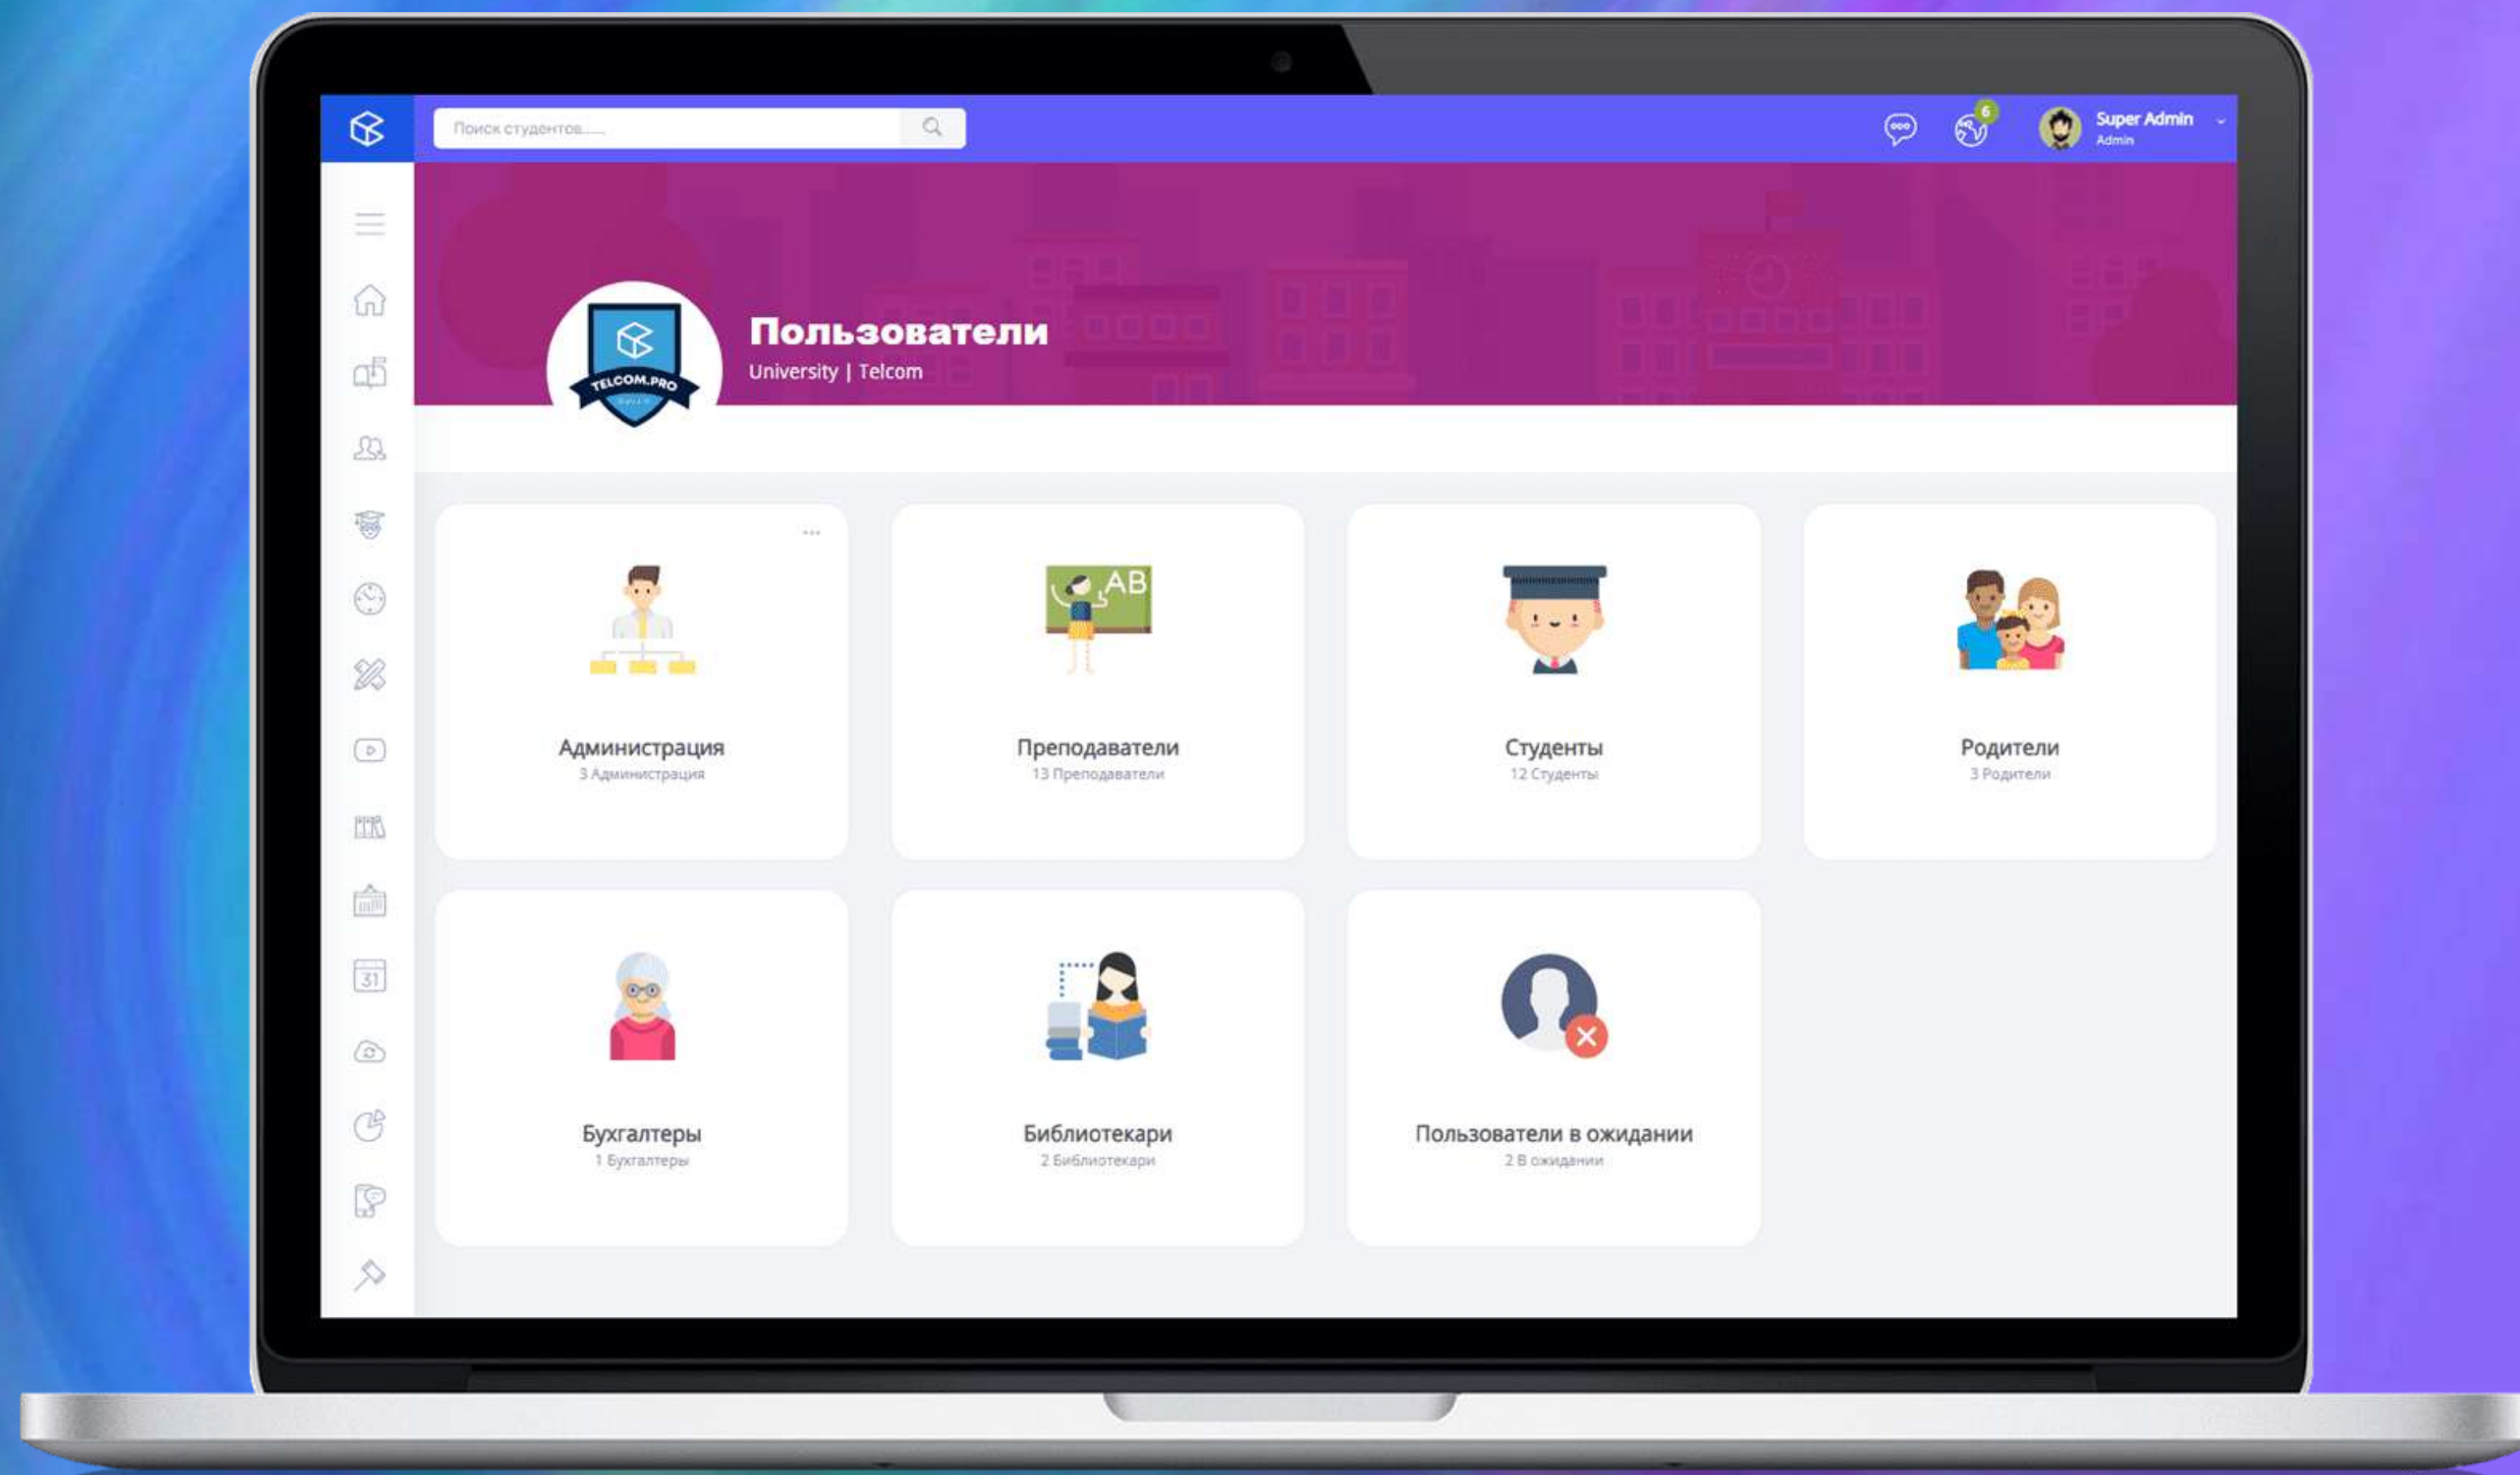 Поиск студентов......
6
Super Admin
Admin
Пользователи
University | Telcom
TELCOM.PRO
AB
Администрация
3 Администрация
Преподаватели
13 Преподаватели
Студенты
12 Студенты
Родители
3 Родители
31
Бухгалтеры
1 Бухгалтеры
Библиотекари
2 Библиотекари
Пользователи в ожидании
2 В ожидании